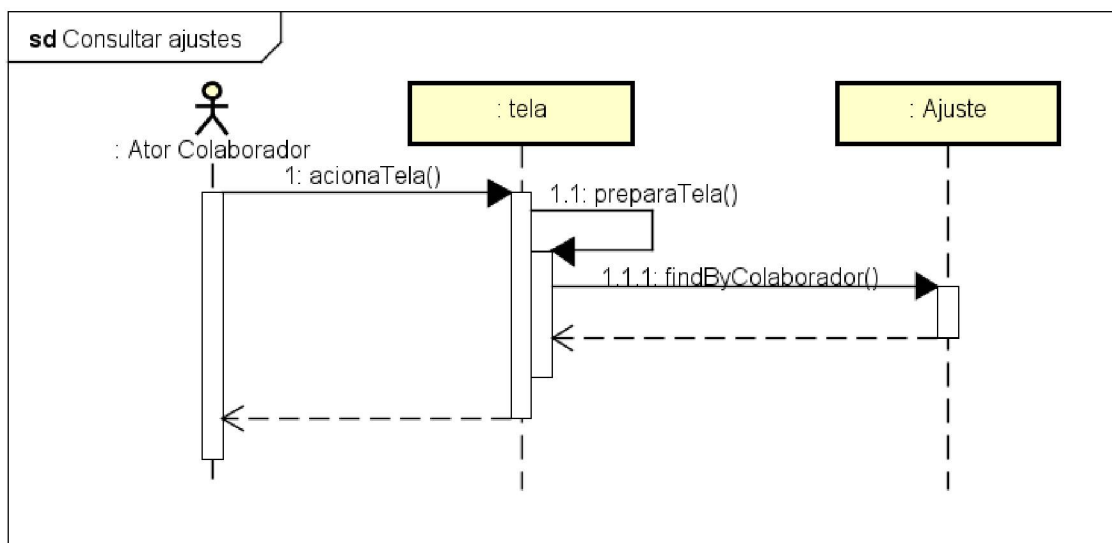 sd Consultar ajustes
: tela
: Ajuste
: Ator Colaborador
1: acionaTela()
1.1: preparaTela()
1.1.1: findByColaborador()